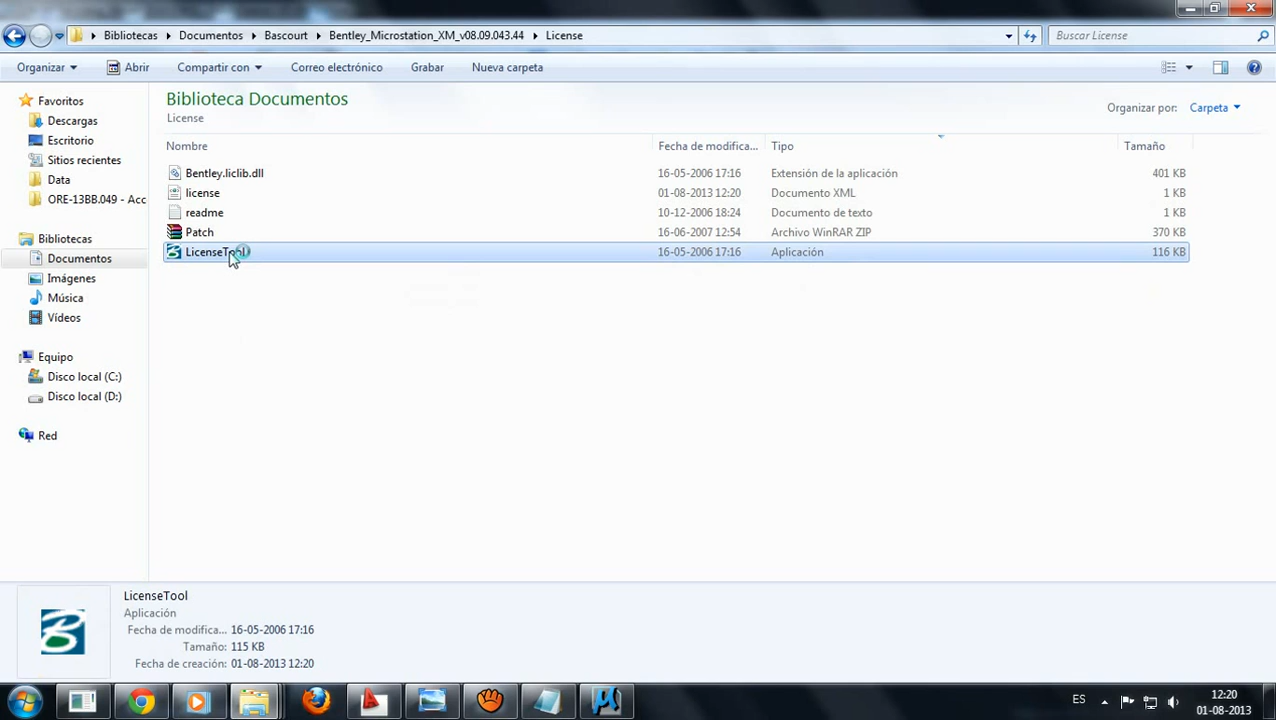 Bibliotecas Documentos Bascourt Bentley_Microstation_XM_v08.09.043.44 License Buscar License
Organizar Abrir Compartir con Correo electrónico Grabar Nueva carpeta
Favoritos
Descargas
Escritorio
Sitios recientes
Data
ORE-13BB.049 - Acc
Bibliotecas
Documentos
Imágenes
Música
Vídeos
Equipo
Disco local (C:)
Disco local (D:)
Red
Biblioteca Documentos
License
Organizar por: Carpeta
Nombre Fecha de modifica... Tipo Tamaño
Bentley.liclib.dll 16-05-2006 17:16 Extensión de la aplicación 401 KB
license 01-08-2013 12:20 Documento XML 1 KB
readme 10-12-2006 18:24 Documento de texto 1 KB
Patch 16-06-2007 12:54 Archivo WinRAR ZIP 370 KB
LicenseTool 16-05-2006 17:16 Aplicación 116 KB
LicenseTool
Aplicación
Fecha de modifica... 16-05-2006 17:16
Tamaño: 115 KB
Fecha de creación: 01-08-2013 12:20
ES 12:20
01-08-2013